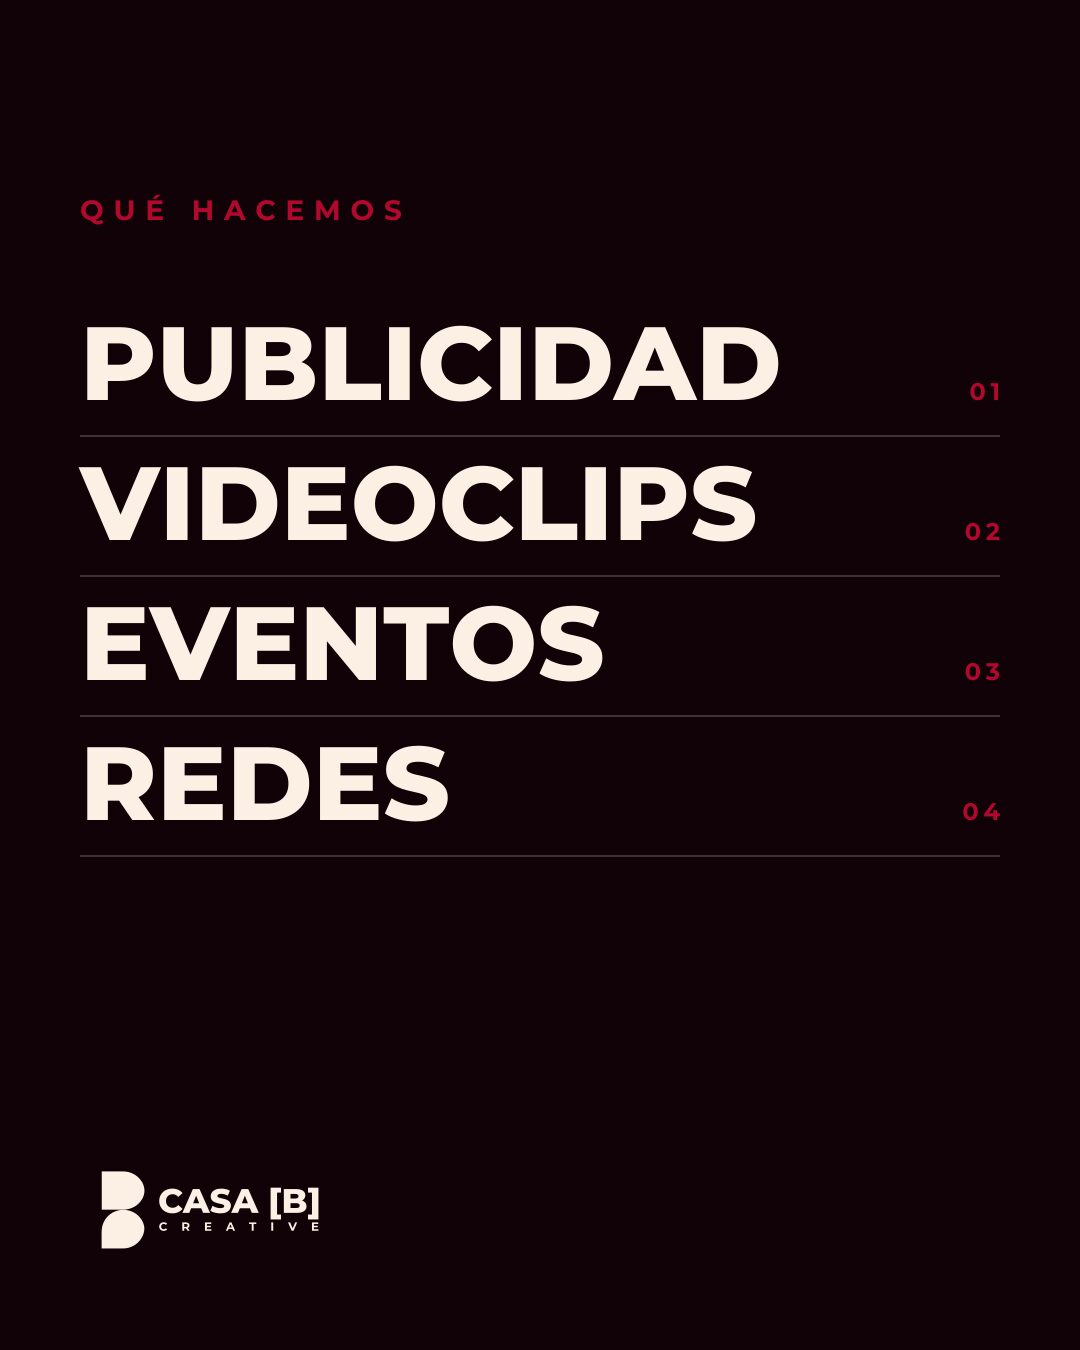 QUÉ HACEMOS
PUBLICIDAD 01
VIDEOCLIPS 02
EVENTOS 03
REDES 04
CASA [B]
CREATIVE